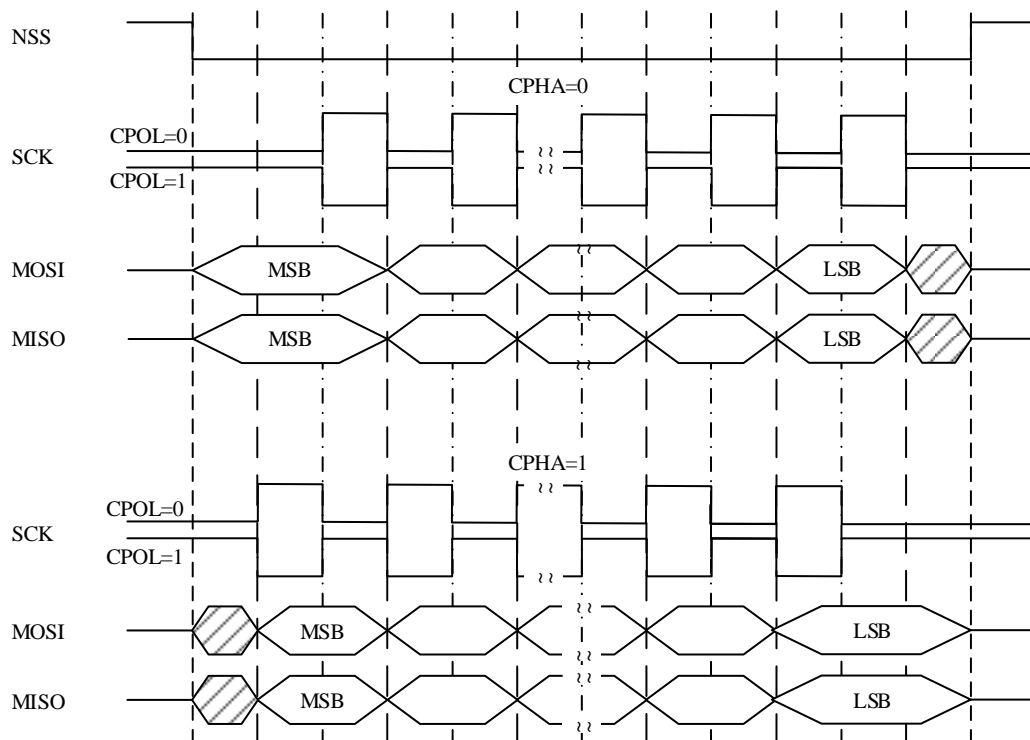 NSS
CPHA=0
CPOL=0
SCK
CPOL=1
MOSI MSB LSB
MISO MSB LSB
CPHA=1
CPOL=0
SCK
CPOL=1
MOSI MSB LSB
MISO MSB LSB